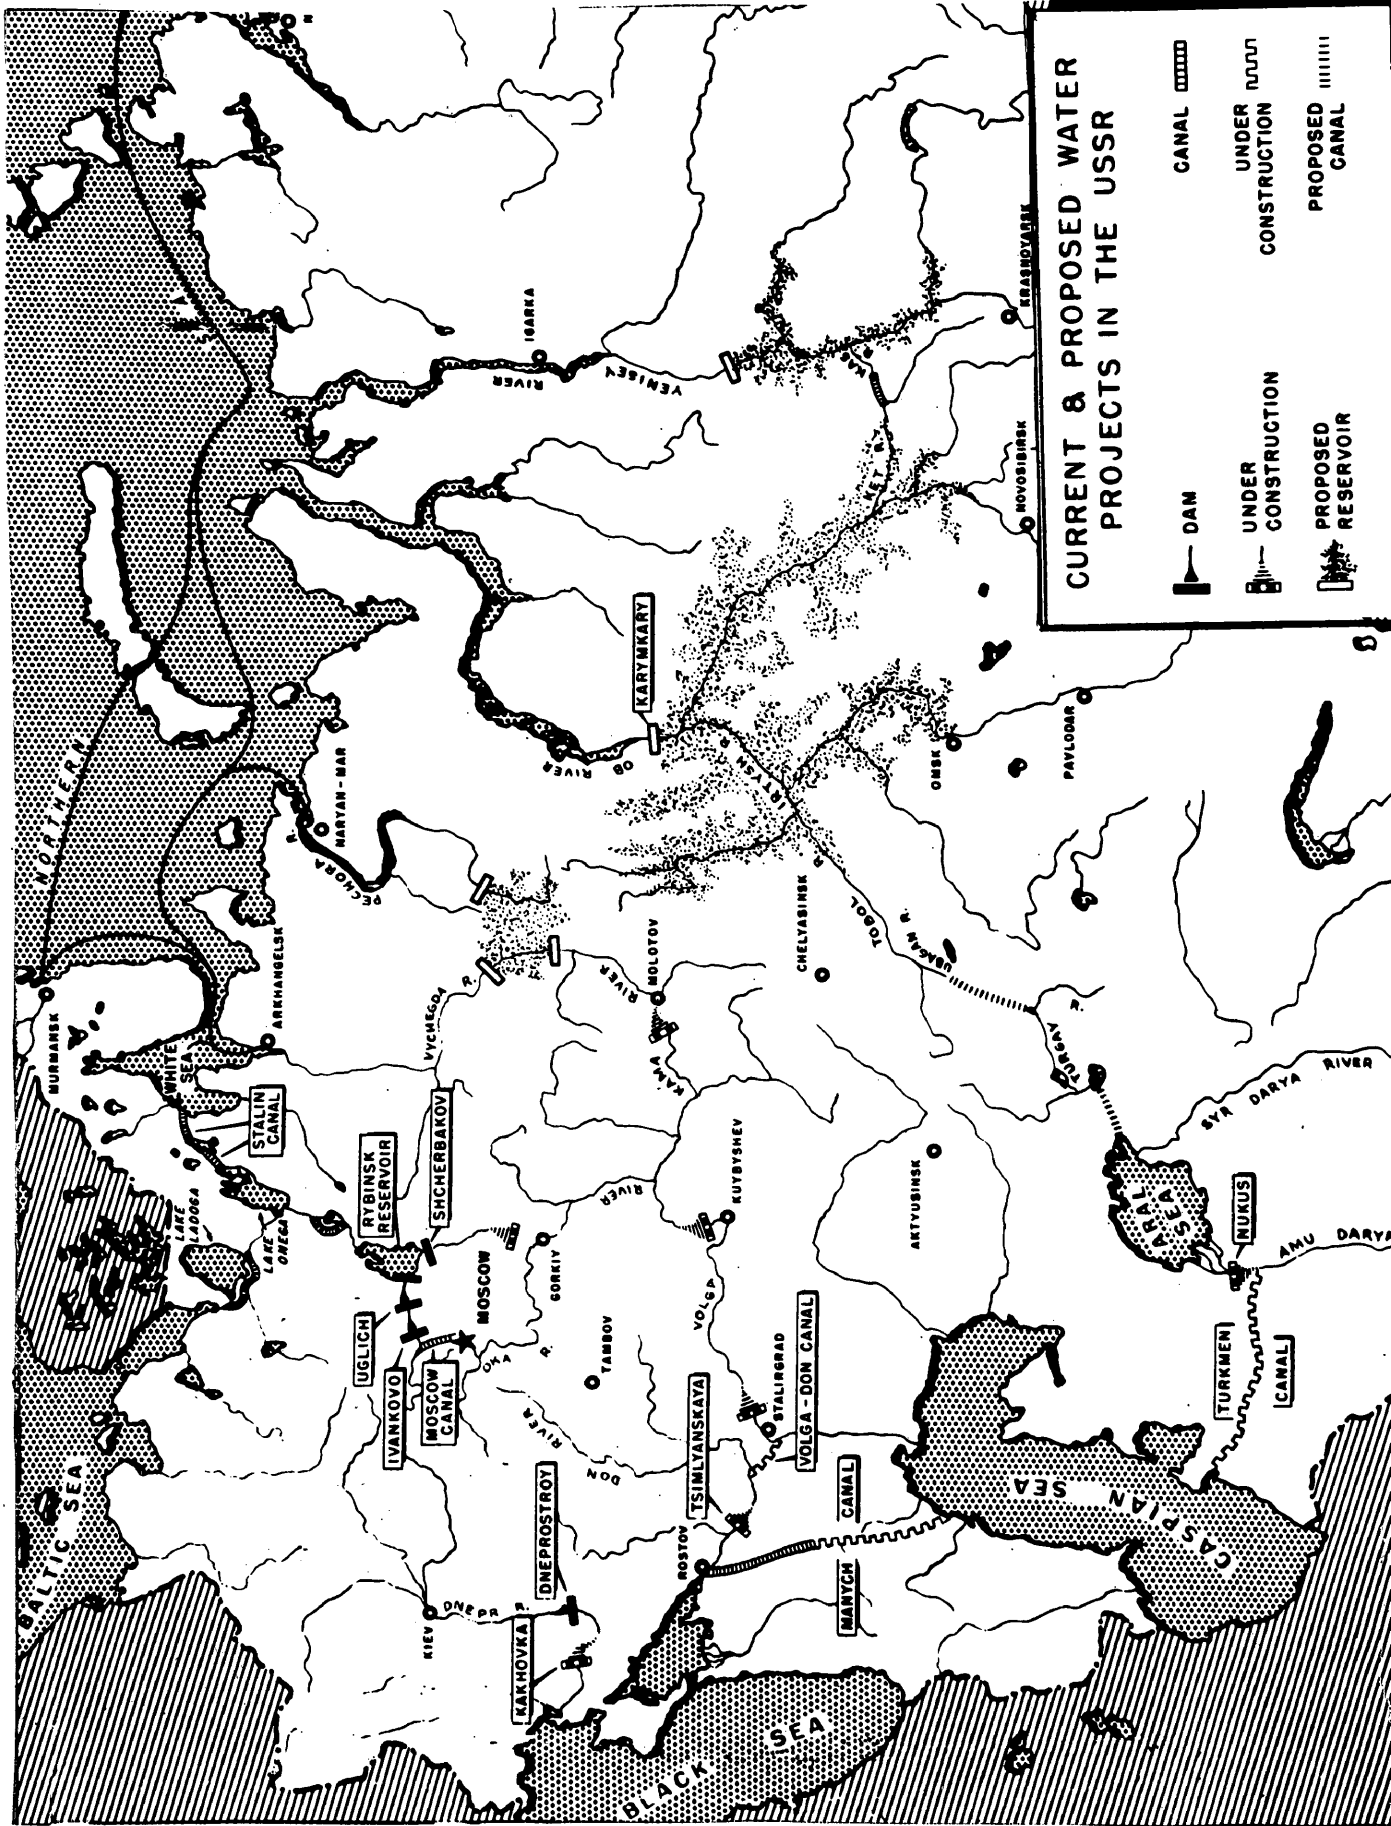 CURRENT & PROPOSED WATER
PROJECTS IN THE USSR
DAM
CANAL
UNDER
CONSTRUCTION
UNDER
CONSTRUCTION
PROPOSED
RESERVOIR
PROPOSED
CANAL
NORTHERN
MURMANSK
WHITE
SEA
ARKHANGELSK
STALIN
CANAL
LAKE
LADOGA
LAKE
ONEGA
BALTIC SEA
NARYAN-MAR
PECHORA
R.
VYCHEGDA
R.
RYBINSK
RESERVOIR
SHCHERBAKOV
UGLICH
IVANKOVO
MOSCOW
CANAL
MOSCOW
OKA
R.
GORKIY
TAMBOV
KIEV
DNEPR
R.
DNEPROSTROY
KAKHOVKA
DON
RIVER
TSIMLYANSKAYA
ROSTOV
STALINGRAD
VOLGA-DON CANAL
MANYCH
CANAL
BLACK
SEA
CASPIAN
SEA
VOLGA
RIVER
KUYBYSHEV
KAMA
RIVER
MOLOTOV
CHELYABINSK
AKTYUBINSK
TOBOL
R.
UBAGAN R.
TURGAY
R.
ARAL
SEA
SYR DARYA
RIVER
NUKUS
AMU
DARYA
TURKMEN
CANAL
IGARKA
YENISEY
RIVER
KARYMKARY
OB
RIVER
RIVER
IRTYSH
R.
OMSK
PAVLODAR
KET R.
KAS
R.
NOVOSIBIRSK
KRASNOYARSK